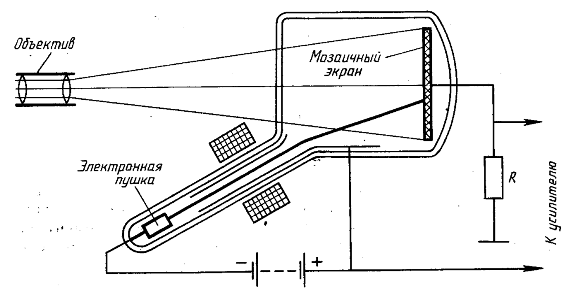 Объектив
Мозаичный
экран
Электронная
пушка
R
К усилителю
− +